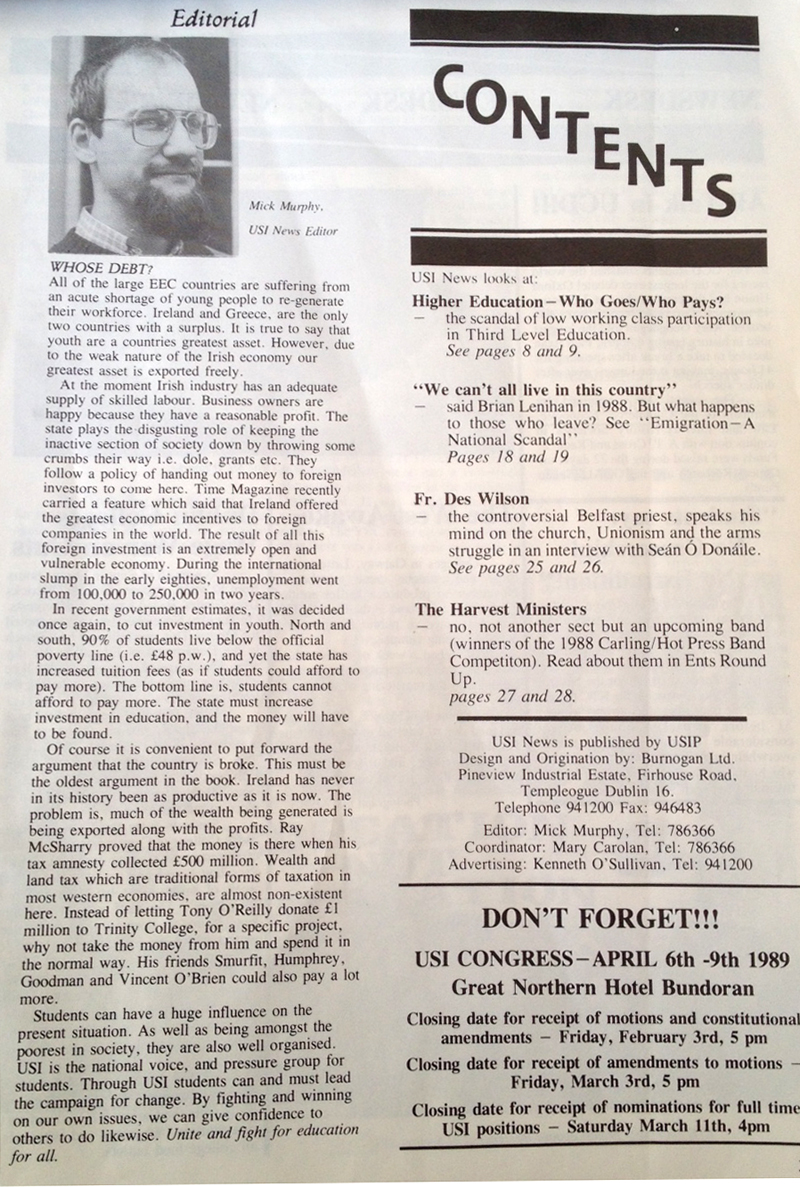 Editorial
Mick Murphy,
USI News Editor
WHOSE DEBT?
All of the large EEC countries are suffering from
an acute shortage of young people to re-generate
their workforce. Ireland and Greece, are the only
two countries with a surplus. It is true to say that
youth are a countries greatest asset. However, due
to the weak nature of the Irish economy our
greatest asset is exported freely.
At the moment Irish industry has an adequate
supply of skilled labour. Business owners are
happy because they have a reasonable profit. The
state plays the disgusting role of keeping the
inactive section of society down by throwing some
crumbs their way i.e. dole, grants etc. They
follow a policy of handing out money to foreign
investors to come here. Time Magazine recently
carried a feature which said that Ireland offered
the greatest economic incentives to foreign
companies in the world. The result of all this
foreign investment is an extremely open and
vulnerable economy. During the international
slump in the early eighties, unemployment went
from 100,000 to 250,000 in two years.
In recent government estimates, it was decided
once again, to cut investment in youth. North and
south, 90% of students live below the official
poverty line (i.e. £48 p.w.), and yet the state has
increased tuition fees (as if students could afford to
pay more). The bottom line is, students cannot
afford to pay more. The state must increase
investment in education, and the money will have
to be found.
Of course it is convenient to put forward the
argument that the country is broke. This must be
the oldest argument in the book. Ireland has never
in its history been as productive as it is now. The
problem is, much of the wealth being generated is
being exported along with the profits. Ray
McSharry proved that the money is there when his
tax amnesty collected £500 million. Wealth and
land tax which are traditional forms of taxation in
most western economies, are almost non-existent
here. Instead of letting Tony O'Reilly donate £1
million to Trinity College, for a specific project,
why not take the money from him and spend it in
the normal way. His friends Smurfit, Humphrey,
Goodman and Vincent O'Brien could also pay a lot
more.
Students can have a huge influence on the
present situation. As well as being amongst the
poorest in society, they are also well organised.
USI is the national voice, and pressure group for
students. Through USI students can and must lead
the campaign for change. By fighting and winning
on our own issues, we can give confidence to
others to do likewise. Unite and fight for education
for all.
CONTENTS
USI News looks at:
Higher Education—Who Goes/Who Pays?
— the scandal of low working class participation
in Third Level Education.
See pages 8 and 9.
“We can't all live in this country”
— said Brian Lenihan in 1988. But what happens
to those who leave? See “Emigration—A
National Scandal”
Pages 18 and 19
Fr. Des Wilson
— the controversial Belfast priest, speaks his
mind on the church, Unionism and the arms
struggle in an interview with Seán Ó Donáile.
See pages 25 and 26.
The Harvest Ministers
— no, not another sect but an upcoming band
(winners of the 1988 Carling/Hot Press Band
Competiton). Read about them in Ents Round
Up.
pages 27 and 28.
USI News is published by USIP
Design and Origination by: Burnogan Ltd.
Pineview Industrial Estate, Firhouse Road,
Templeogue Dublin 16.
Telephone 941200 Fax: 946483
Editor: Mick Murphy, Tel: 786366
Coordinator: Mary Carolan, Tel: 786366
Advertising: Kenneth O'Sullivan, Tel: 941200
DON'T FORGET!!!
USI CONGRESS—APRIL 6th -9th 1989
Great Northern Hotel Bundoran
Closing date for receipt of motions and constitutional
amendments — Friday, February 3rd, 5 pm
Closing date for receipt of amendments to motions —
Friday, March 3rd, 5 pm
Closing date for receipt of nominations for full time
USI positions — Saturday March 11th, 4pm